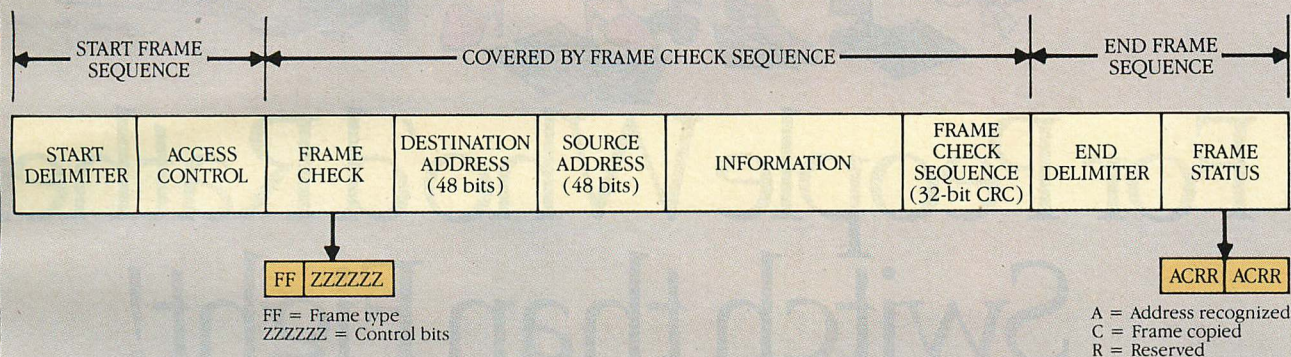 START FRAME
SEQUENCE
COVERED BY FRAME CHECK SEQUENCE
END FRAME
SEQUENCE
START
DELIMITER
ACCESS
CONTROL
FRAME
CHECK
DESTINATION
ADDRESS
(48 bits)
SOURCE
ADDRESS
(48 bits)
INFORMATION
FRAME
CHECK
SEQUENCE
(32-bit CRC)
END
DELIMITER
FRAME
STATUS
FF ZZZZZZ
FF = Frame type
ZZZZZZ = Control bits
ACRR ACRR
A = Address recognized
C = Frame copied
R = Reserved